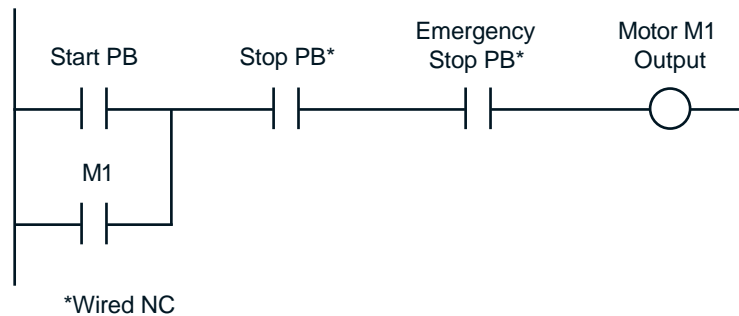 Start PB
Stop PB*
Emergency
Stop PB*
Motor M1
Output
M1
*Wired NC